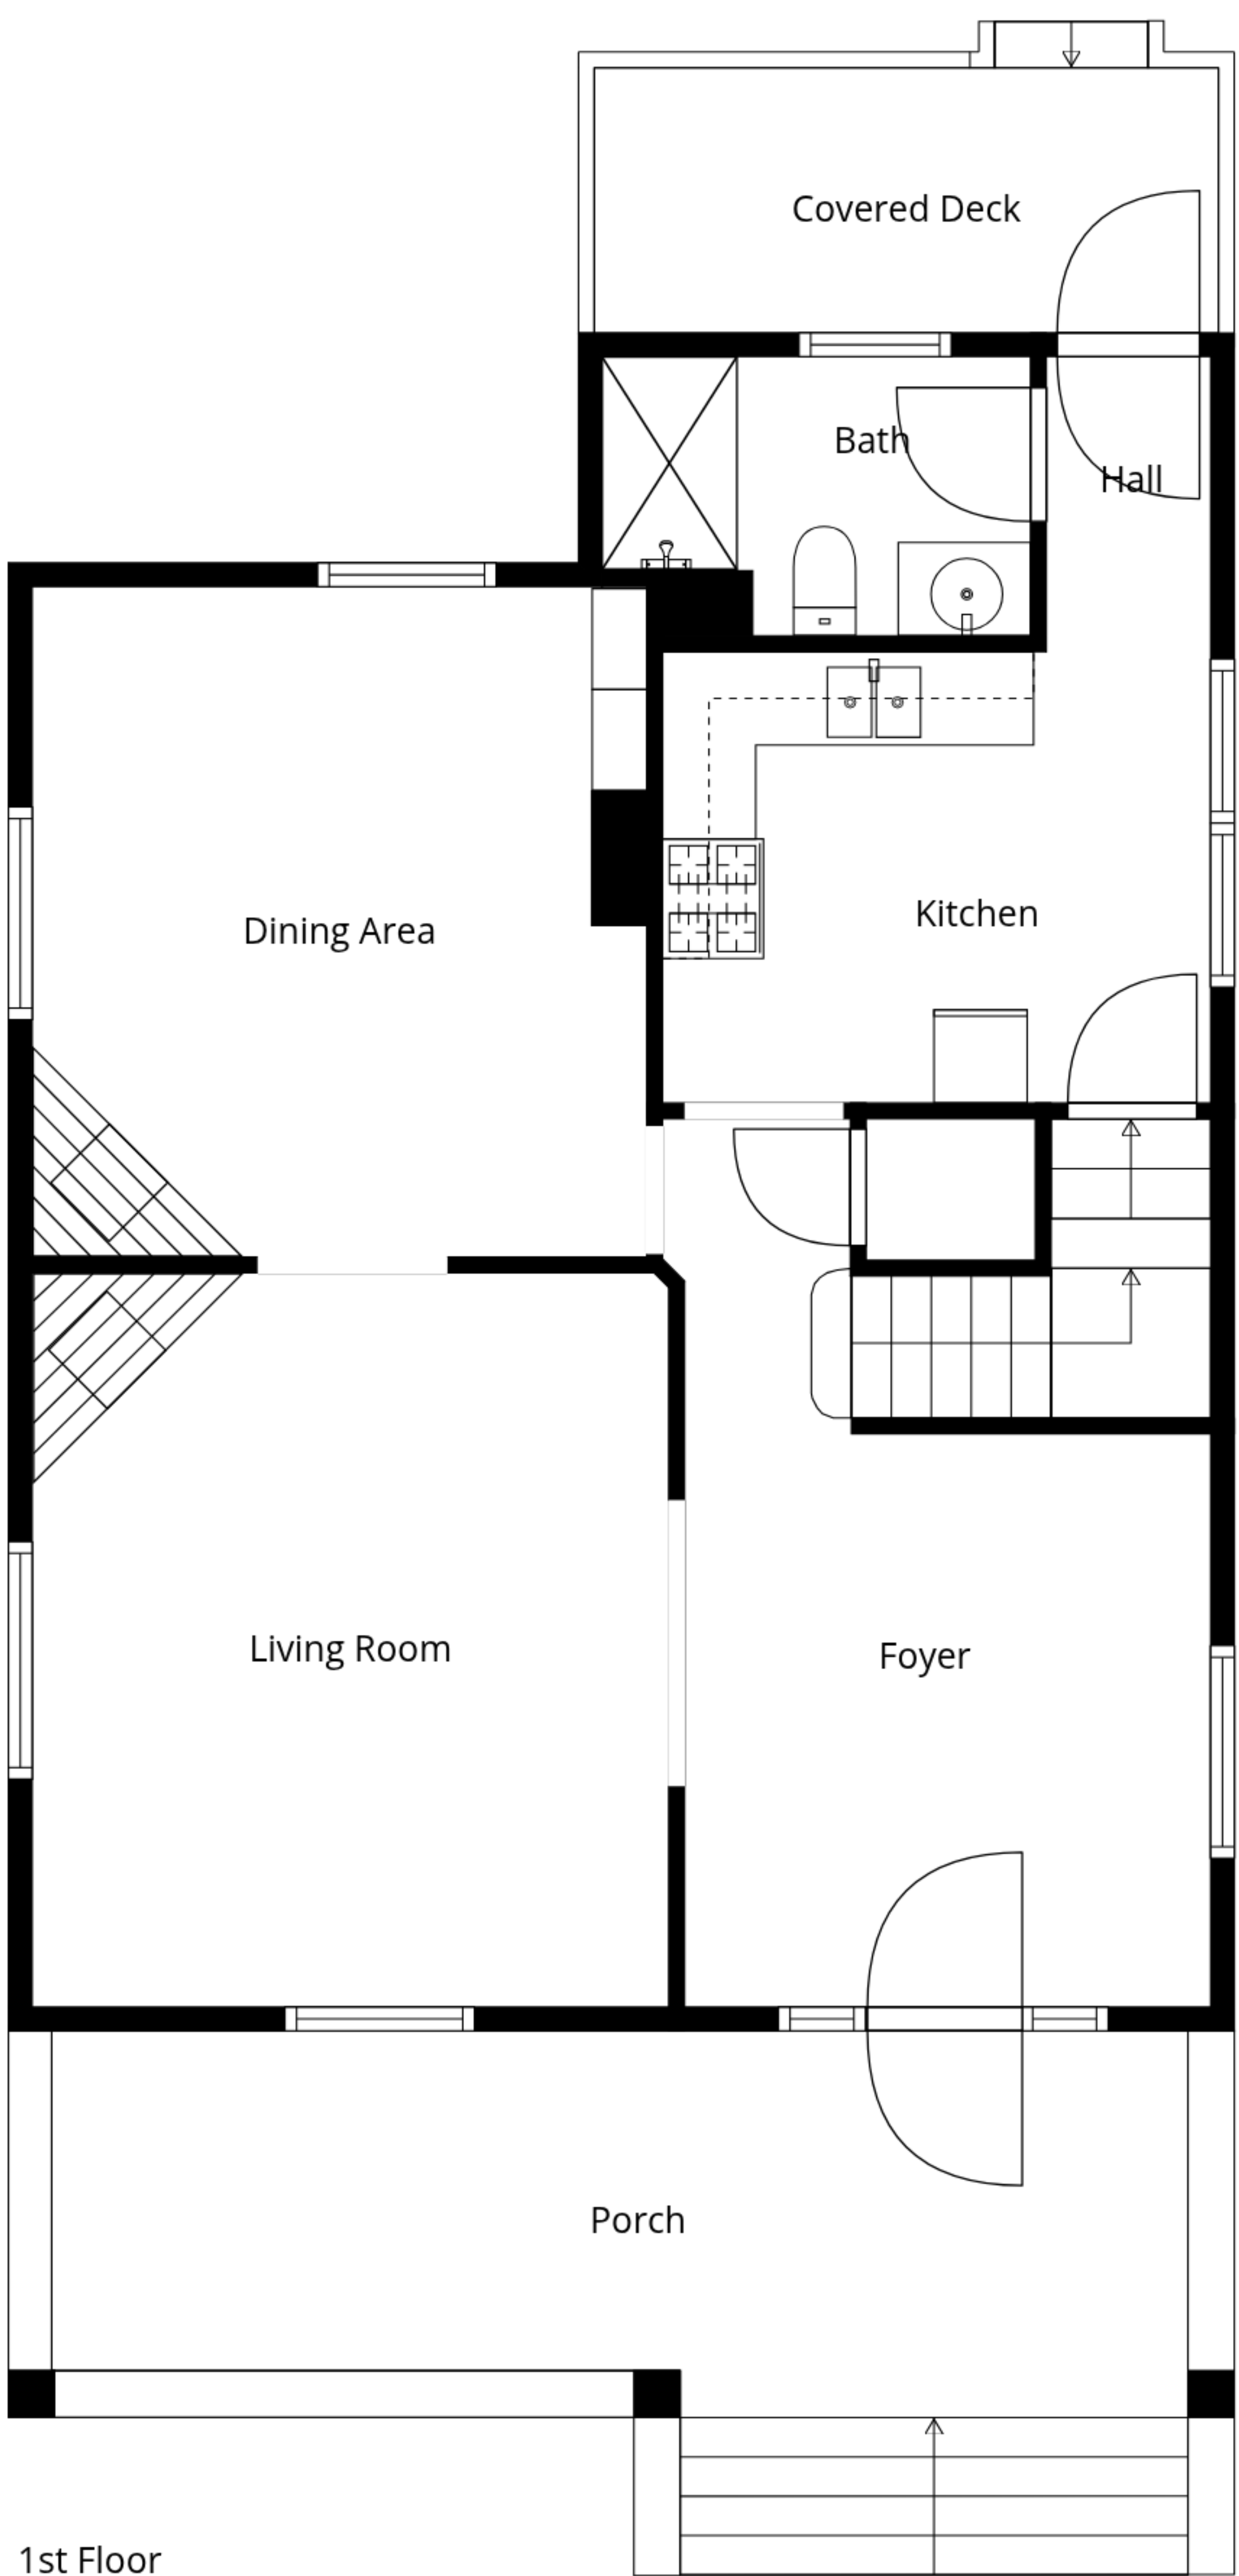 Covered Deck
Bath
Hall
Kitchen
Dining Area
Living Room
Foyer
Porch
1st Floor